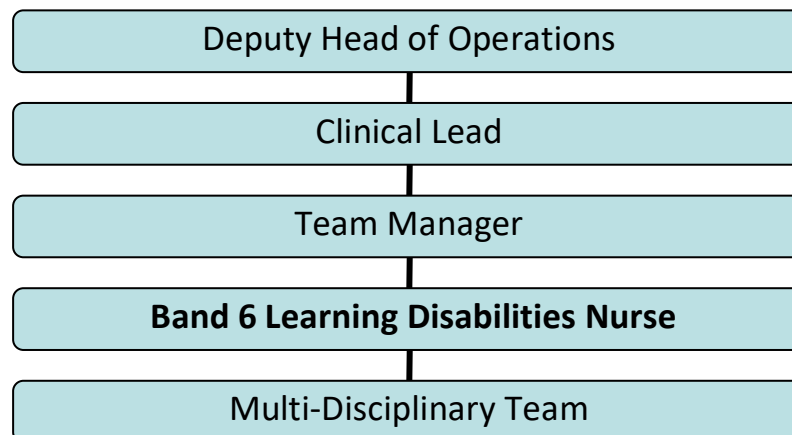 Deputy Head of Operations
Clinical Lead
Team Manager
Band 6 Learning Disabilities Nurse
Multi-Disciplinary Team